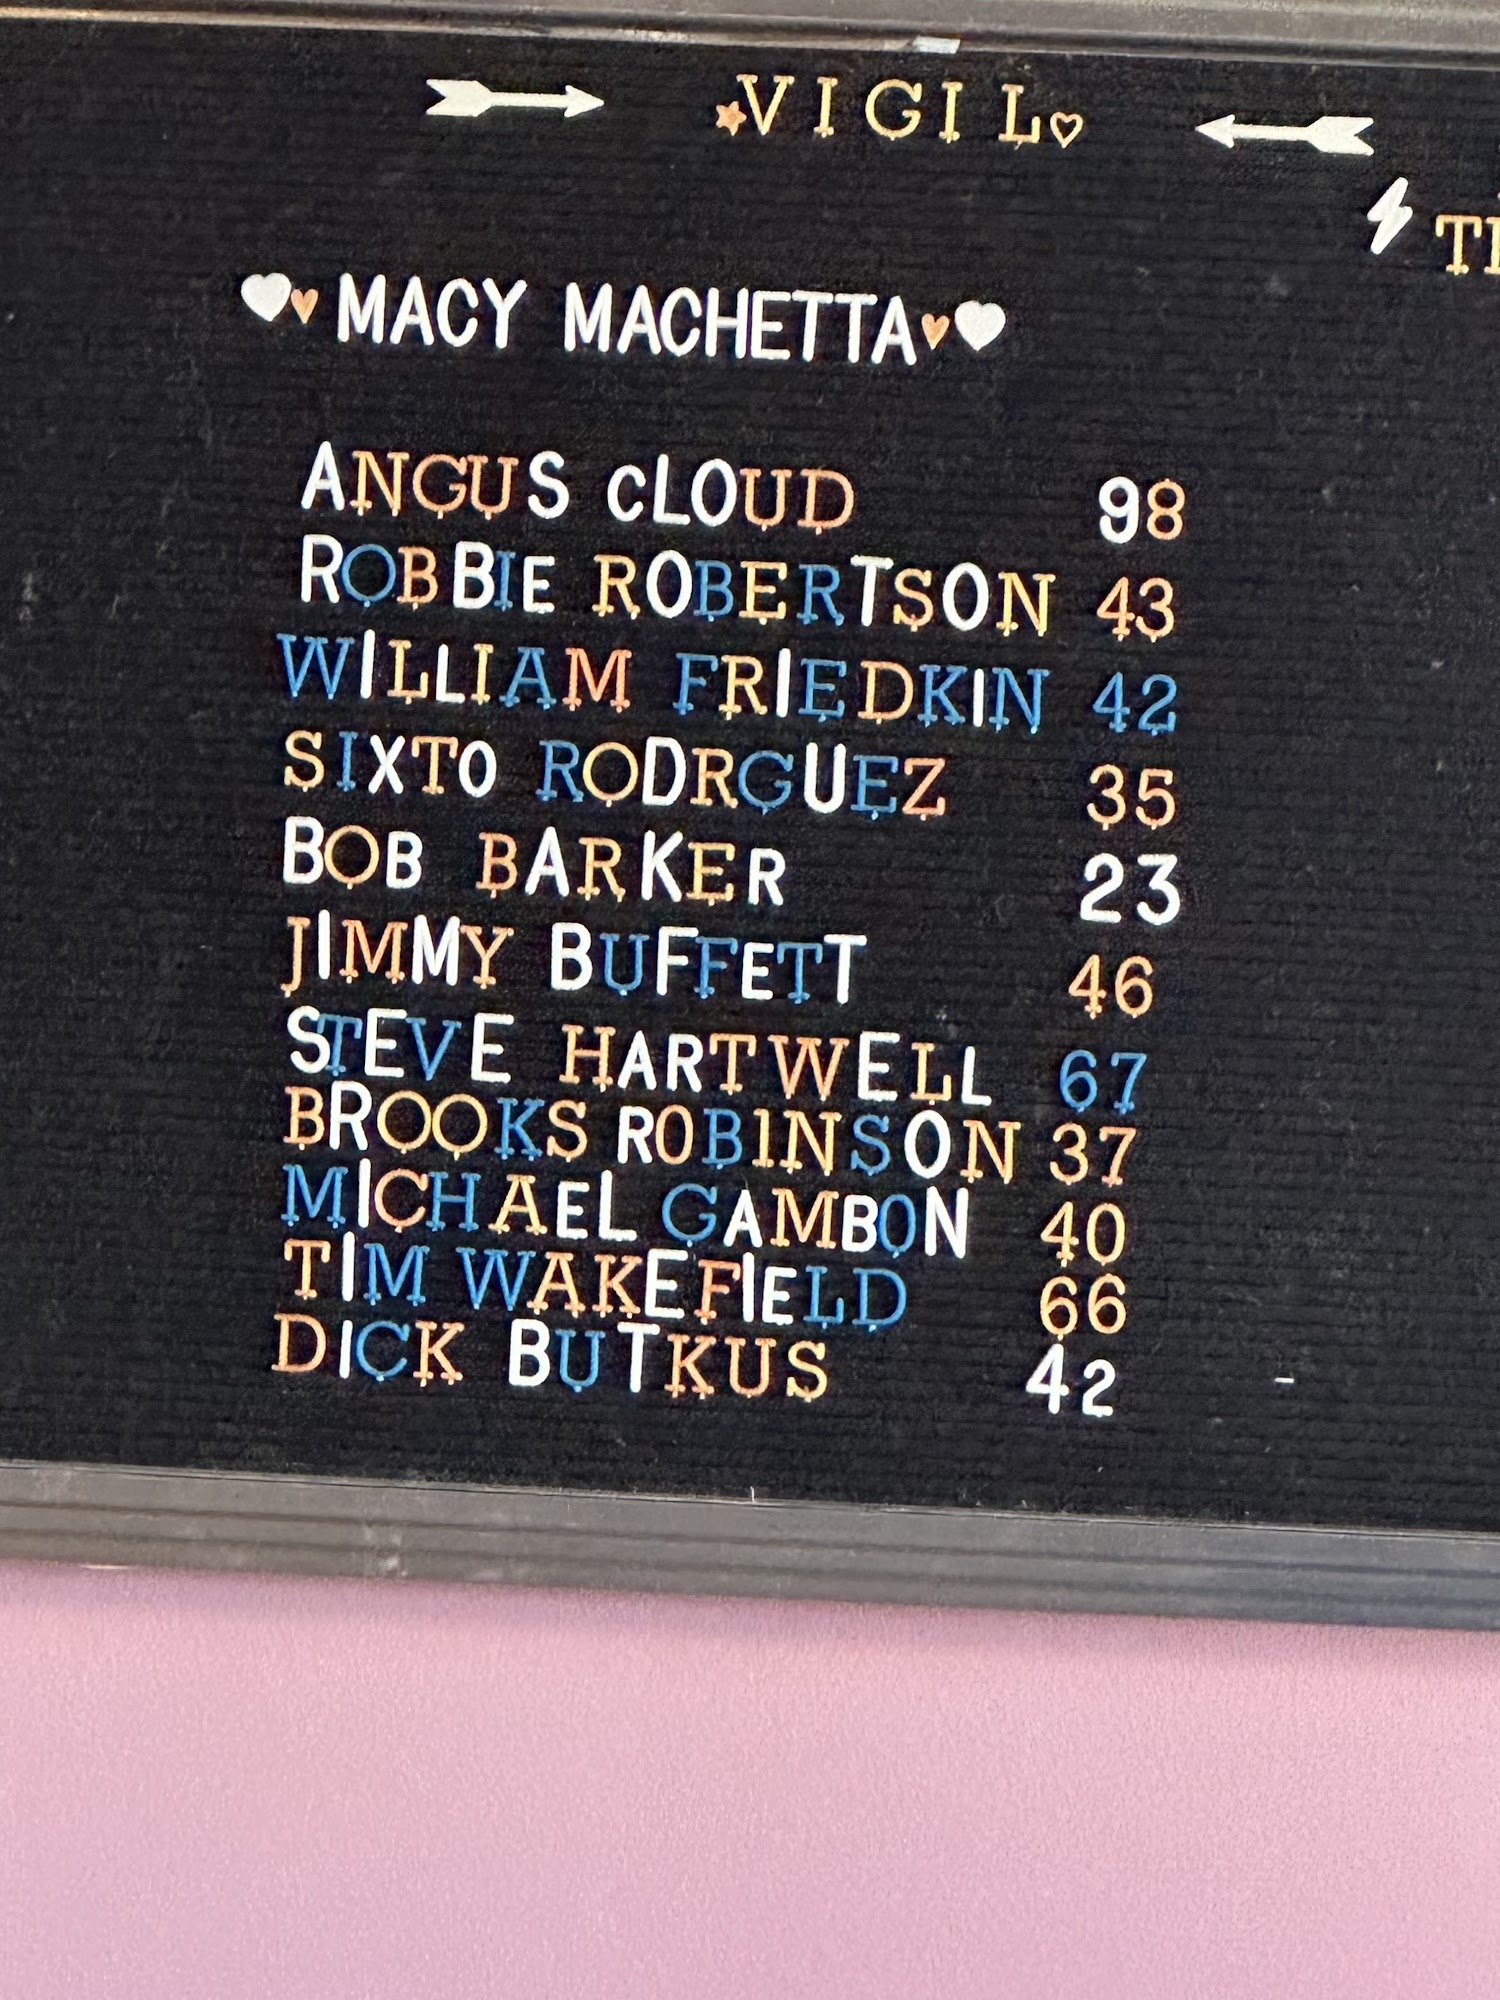 VIGIL
TH
MACY MACHETTA
ANGUS cLOUD 98
ROBBIE ROBERTSON 43
WILLIAM FRIEDKIN 42
SIXTO RODRGUEZ 35
BOB BARKER 23
JIMMY BUFFETT 46
STEVE HARTWELL 67
BROOKS ROBINSON 37
MICHAEL GAMBON 40
TIM WAKEFIELD 66
DICK BUTKUS 42